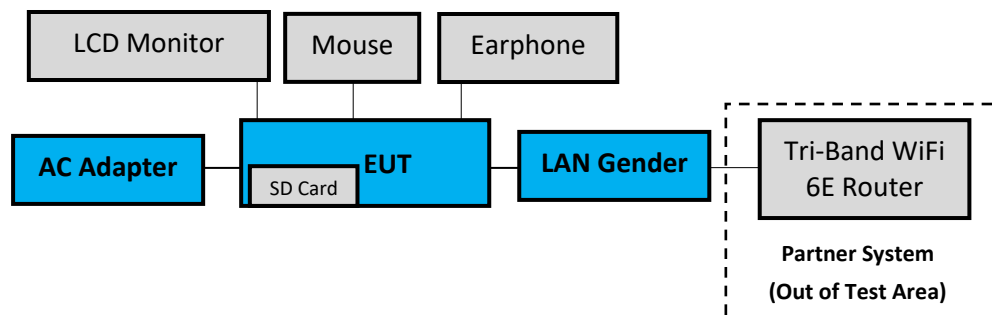 LCD Monitor
Mouse
Earphone
AC Adapter
EUT
SD Card
LAN Gender
Tri-Band WiFi
6E Router
Partner System
(Out of Test Area)